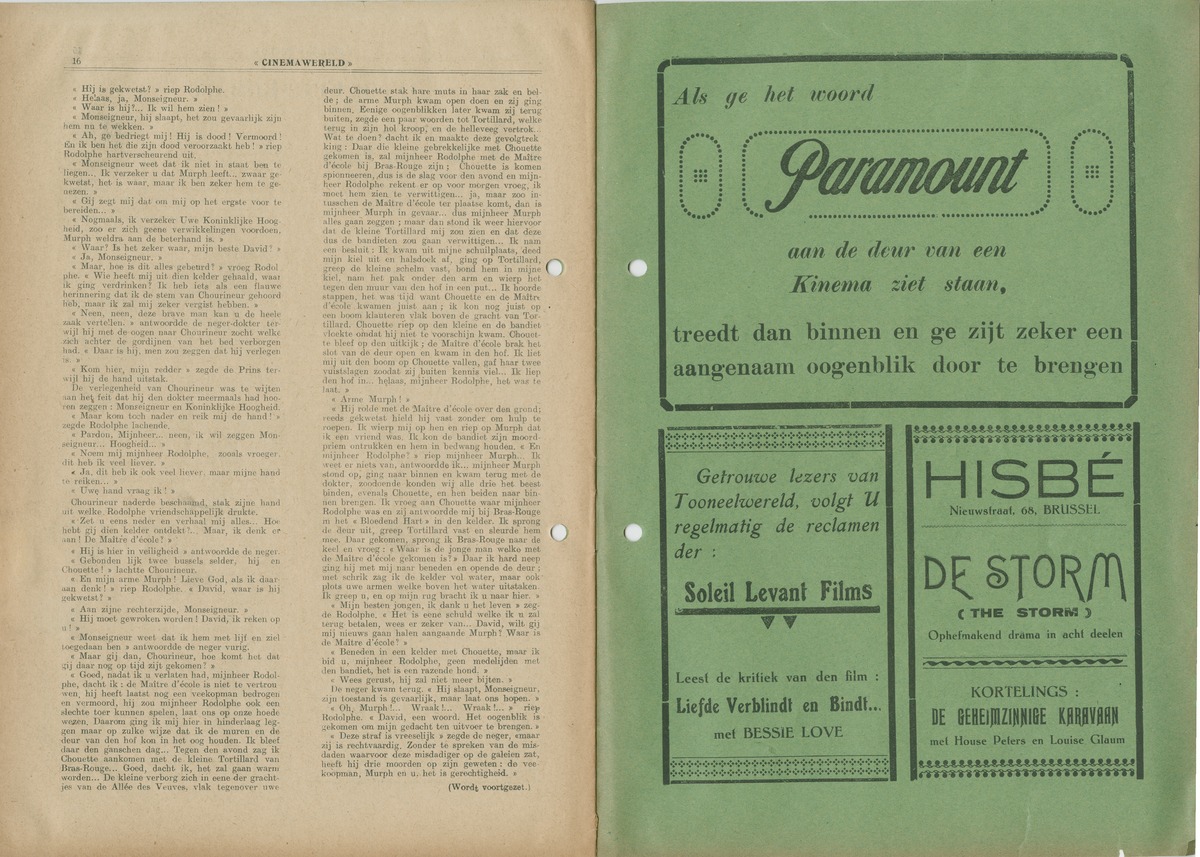 16
« CINEMAWERELD »
« Hij is gekwetst? » riep Rodolphe.
« Helaas, ja, Monseigneur. »
« Waar is hij?... Ik wil hem zien! »
« Monseigneur, hij slaapt, het zou gevaarlijk zijn
hem nu te wekken. »
« Ah, ge bedriegt mij! Hij is dood! Vermoord!
En ik ben het die zijn dood veroorzaakt heb! » riep
Rodolphe hartverscheurend uit.
« Monseigneur weet dat ik niet in staat ben te
liegen... Ik verzeker u dat Murph leeft... zwaar ge-
kwetst, het is waar, maar ik ben zeker hem te ge-
nezen. »
« Gij zegt mij dat om mij op het ergste voor te
bereiden... »
« Nogmaals, ik verzeker Uwe Koninklijke Hoog-
heid, zoo er zich geene verwikkelingen voordoen,
Murph weldra aan de beterhand is. »
« Waar? Is het zeker waar, mijn beste David? »
« Ja, Monseigneur. »
« Maar, hoe is dit alles gebeurd? » vroeg Rodol
phe. « Wie heeft mij uit dien kelder gehaald, waar
ik ging verdrinken? Ik heb iets als een flauwe
herinnering dat ik de stem van Chourineur gehoord
heb, maar ik zal mij zeker vergist hebben. »
« Neen, neen, deze brave man kan u de heele
zaak vertellen. » antwoordde de neger-dokter ter-
wijl hij met de oogen naar Chourineur zocht welke
zich achter de gordijnen van het bed verborgen
had. « Daar is hij, men zou zeggen dat hij verlegen
is »
« Kom hier, mijn redder » zegde de Prins ter-
wijl hij de hand uitstak.
De verlegenheid van Chourineur was te wijten
aan het feit dat hij den dokter meermaals had hoo-
ren zeggen: Monseigneur en Koninklijke Hoogheid.
« Maar kom toch nader en reik mij de hand! »
zegde Rodolphe lachende.
« Pardon, Mijnheer... neen, ik wil zeggen Mon-
seigneur... Hoogheid... »
« Noem mij mijnheer Rodolphe, zooals vroeger,
dit heb ik veel liever. »
« Ja, dit heb ik ook veel liever, maar mijne hand
te reiken... »
« Uwe hand vraag ik! »
Chourineur naderde beschaamd, stak zijne hand
uit welke Rodolphe vriendschappelijk drukte.
« Zet u eens neder en verhaal mij alles... Hoe
hebt gij dien kelder ontdekt?... Maar, ik denk er
aan! De Maître d'école? »
« Hij is hier in veiligheid » antwoordde de neger.
« Gebonden lijk twee bussels selder, hij en
Chouette! » lachtte Chourineur.
« En mijn arme Murph! Lieve God, als ik daar-
aan denk! » riep Rodolphe. « David, waar is hij
gekwetst? »
« Aan zijne rechterzijde, Monseigneur. »
« Hij moet gewroken worden! David, ik reken op
u! »
« Monseigneur weet dat ik hem met lijf en ziel
toegedaan ben » antwoordde de neger vurig.
« Maar gij dan, Chourineur, hoe komt het dat
gij daar nog op tijd zijt gekomen? »
« Goed, nadat ik u verlaten had, mijnheer Rodol-
phe, dacht ik: de Maître d'école is niet te vertrou
wen, hij heeft laatst nog een veekopman bedrogen
en vermoord, hij zou mijnheer Rodolphe ook een
slechte toer kunnen spelen, laat ons op onze hoede
wezen. Daarom ging ik mij in hinderlaag leg-
gen maar op zulke wijze dat ik de muren en de
deur van den hof kon in het oog houden. Ik bleef
daar den ganschen dag... Tegen den avond zag ik
Chouette aankomen met de kleine Tortillard van
Bras-Rouge... Goed, dacht ik, het zal gaan warm
worden... De kleine verborg zich in eene der gracht-
jes van de Allée des Veuves, vlak tegenover uwe
deur. Chouette stak hare muts in haar zak en bel-
de; de arme Murph kwam open doen en zij ging
binnen. Eenige oogenblikken later kwam zij terug
buiten, zegde een paar woorden tot Tortillard, welke
terug in zijn hol kroop, en de helleveeg vertrok...
Wat te doen? dacht ik en maakte deze gevolgtrek
king: Daar die kleine gebrekkelijke met Chouette
gekomen is, zal mijnheer Rodolphe met de Maître
d'école bij Bras-Rouge zijn; Chouette is komen
spionneeren, dus is de slag voor den avond en mijn-
heer Rodolphe rekent er op voor morgen vroeg, ik
moet hem zien te verwittigen... ja, maar zoo in-
tusschen de Maître d'école ter plaatse komt, dan is
mijnheer Murph in gevaar... dus mijnheer Murph
alles gaan zeggen; maar dan stond ik weer hiervoor
dat de kleine Tortillard mij zou zien en dat deze
dus de bandieten zou gaan verwittigen... Ik nam
een besluit: Ik kwam uit mijne schuilplaats, deed
mijn kiel uit en halsdoek af, ging op Tortillard,
greep de kleine schelm vast, bond hem in mijne
kiel, nam het pak onder den arm en wierp het
tegen den muur van den hof in een put... Ik hoorde
stappen, het was tijd want Chouette en de Maître
d'école kwamen juist aan; ik kon nog juist op
een boom klauteren vlak boven de gracht van Tor-
tillard. Chouette riep op den kleine en de bandiet
vloekte omdat hij niet te voorschijn kwam. Chouet-
te bleef op den uitkijk; de Maître d'école brak het
slot van de deur open en kwam in den hof. Ik liet
mij uit den boom op Chouette vallen, gaf haar twee
vuistslagen zoodat zij buiten kennis viel... Ik liep
den hof in... helaas, mijnheer Rodolphe, het was te
laat. »
« Arme Murph! »
« Hij rolde met de Maître d'école over den grond;
reeds gekwetst hield hij vast zonder om hulp te
roepen. Ik wierp mij op hen en riep op Murph dat
ik een vriend was. Ik kon de bandiet zijn moord-
priem ontrukken en hem in bedwang houden. « En
mijnheer Rodolphe? » riep mijnheer Murph... Ik
weet er niets van, antwoordde ik... mijnheer Murph
stond op, ging naar binnen en kwam terug met de
dokter, zoodoende konden wij alle drie het beest
binden, evenals Chouette, en hen beiden naar bin-
nen brengen. Ik vroeg aan Chouette waar mijnheer
Rodolphe was en zij antwoordde mij bij Bras-Rouge
in het « Bloedend Hart » in den kelder. Ik sprong
de deur uit, greep Tortillard vast en sleurde hem
mee. Daar gekomen, sprong ik Bras-Rouge naar de
keel en vroeg: « Waar is de jonge man welke met
de Maître d'école gekomen is? » Daar ik hard neep
ging hij met mij naar beneden en opende de deur;
met schrik zag ik de kelder vol water, maar ook
plots uwe armen welke boven het water uitstaken.
Ik greep u, en op mijn rug bracht ik u naar hier. »
« Mijn besten jongen, ik dank u het leven » zeg-
de Rodolphe. « Het is eene schuld welke ik u zal
terug betalen, wees er zeker van... David, wilt gij
mij nieuws gaan halen aangaande Murph? Waar is
de Maître d'école? »
« Beneden in een kelder met Chouette, maar ik
bid u, mijnheer Rodolphe, geen medelijden met
den bandiet, het is een razende hond. »
« Wees gerust, hij zal niet meer bijten. »
De neger kwam terug. « Hij slaapt, Monseigneur,
zijn toestand is gevaarlijk, maar laat ons hopen. »
« Oh, Murph!... Wraak!... Wraak!... » riep
Rodolphe. « David, een woord. Het oogenblik is
gekomen om mijn gedacht ten uitvoer te brengen. »
« Deze straf is vreeselijk » zegde de neger, «maar
zij is rechtvaardig. Zonder te spreken van de mis-
daden waarvoor deze misdadiger op de galeien zat,
heeft hij drie moorden op zijn geweten: de vee-
koopman, Murph en u. het is gerechtigheid. »
(Wordt voortgezet.)
Als ge het woord
Paramount
aan de deur van een
Kinema ziet staan,
treedt dan binnen en ge zijt zeker een
aangenaam oogenblik door te brengen
Getrouwe lezers van
Tooneelwereld, volgt U
regelmatig de reclamen
der :
Soleil Levant Films
Leest de kritiek van den film :
Liefde Verblindt en Bindt...
met BESSIE LOVE
HISBÉ
Nieuwstraat, 68, BRUSSEL
DE STORM
( THE STORM )
Ophefmakend drama in acht deelen
KORTELINGS :
DE GEHEIMZINNIGE KARAVAAN
met House Peters en Louise Glaum